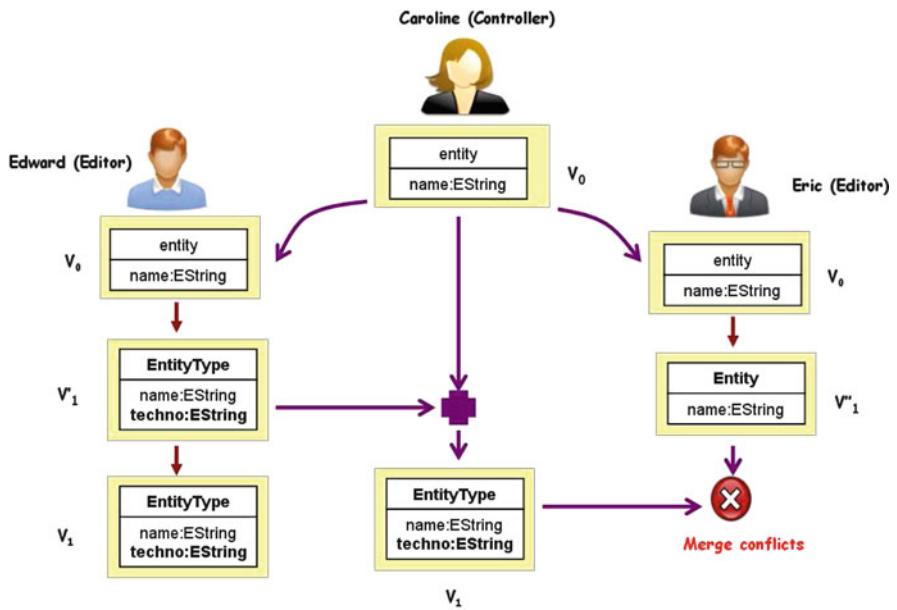 Caroline (Controller)
Edward (Editor)
entity
name:EString
V0
Eric (Editor)
entity
name:EString
V0
entity
name:EString
V0
EntityType
name:EString
techno:EString
V'1
Entity
name:EString
V"1
EntityType
name:EString
techno:EString
V1
EntityType
name:EString
techno:EString
V1
Merge conflicts